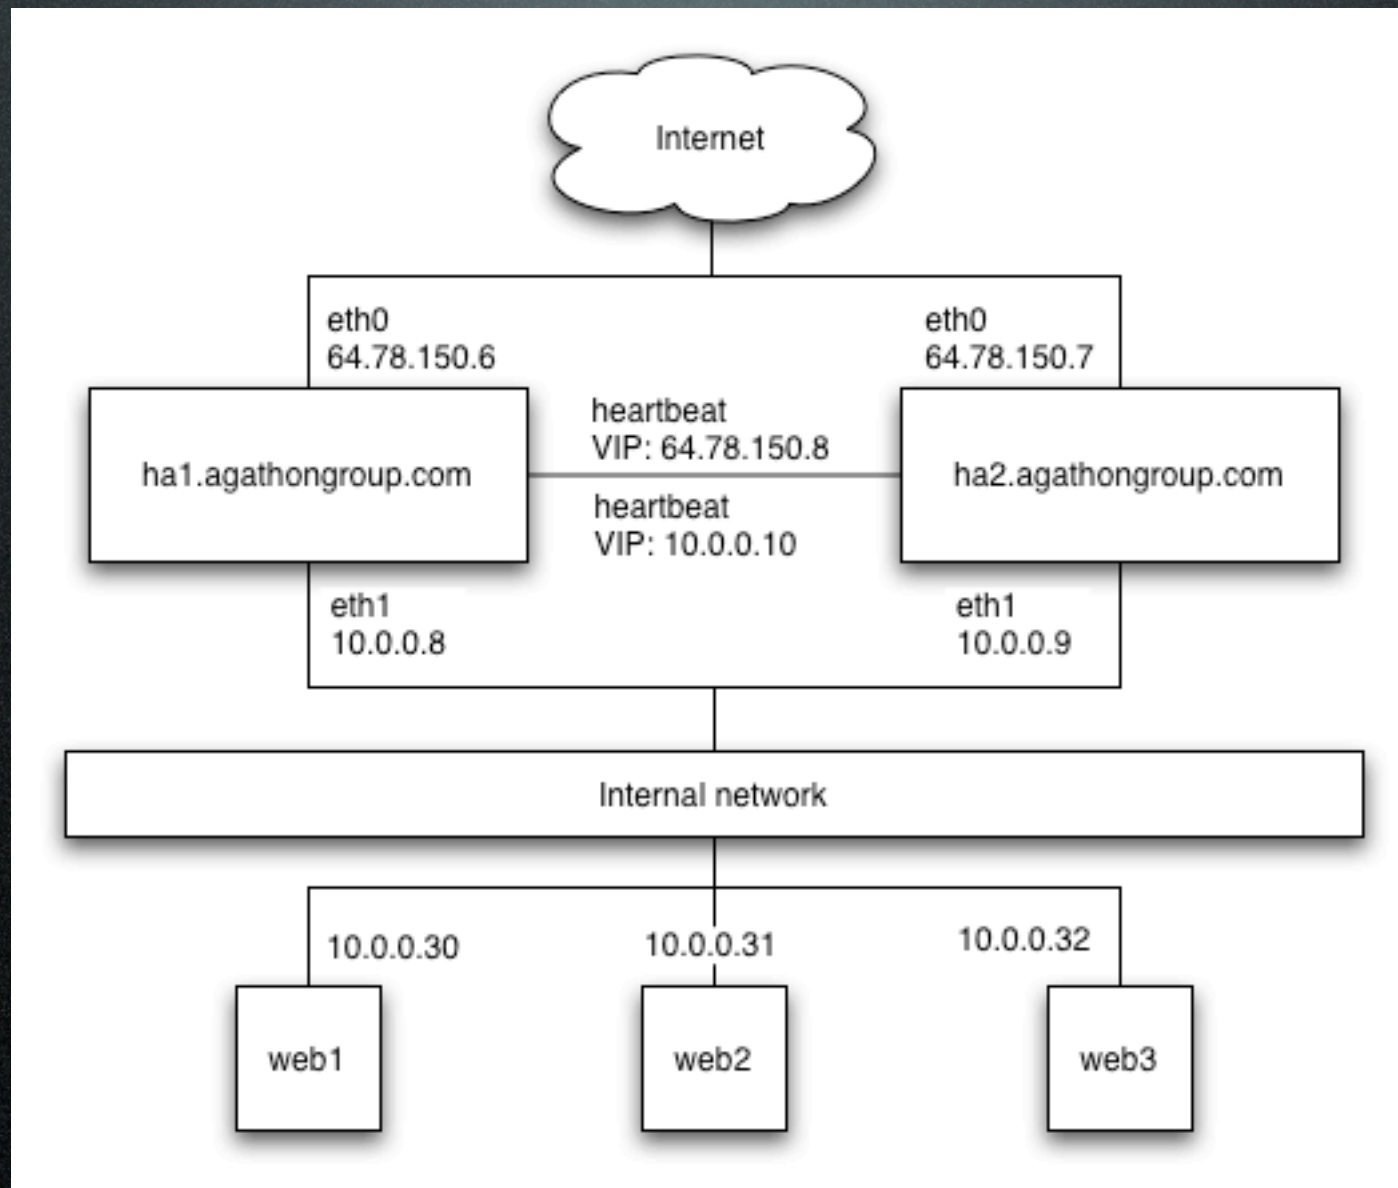 Internet
eth0
64.78.150.6
eth0
64.78.150.7
heartbeat
VIP: 64.78.150.8
ha1.agathongroup.com
ha2.agathongroup.com
heartbeat
VIP: 10.0.0.10
eth1
10.0.0.8
eth1
10.0.0.9
Internal network
10.0.0.30
10.0.0.31
10.0.0.32
web1
web2
web3